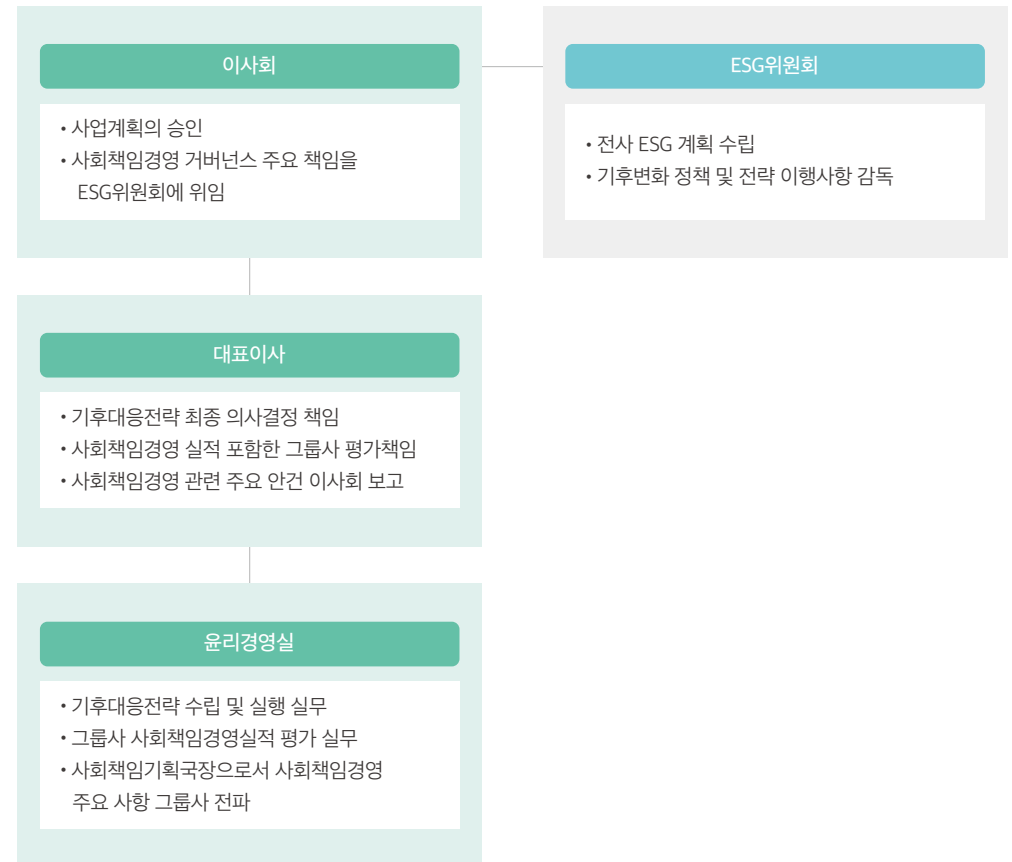 이사회
• 사업계획의 승인
• 사회책임경영 거버넌스 주요 책임을
ESG위원회에 위임
ESG위원회
• 전사 ESG 계획 수립
• 기후변화 정책 및 전략 이행사항 감독
대표이사
• 기후대응전략 최종 의사결정 책임
• 사회책임경영 실적 포함한 그룹사 평가책임
• 사회책임경영 관련 주요 안건 이사회 보고
윤리경영실
• 기후대응전략 수립 및 실행 실무
• 그룹사 사회책임경영실적 평가 실무
• 사회책임기획국장으로서 사회책임경영
주요 사항 그룹사 전파